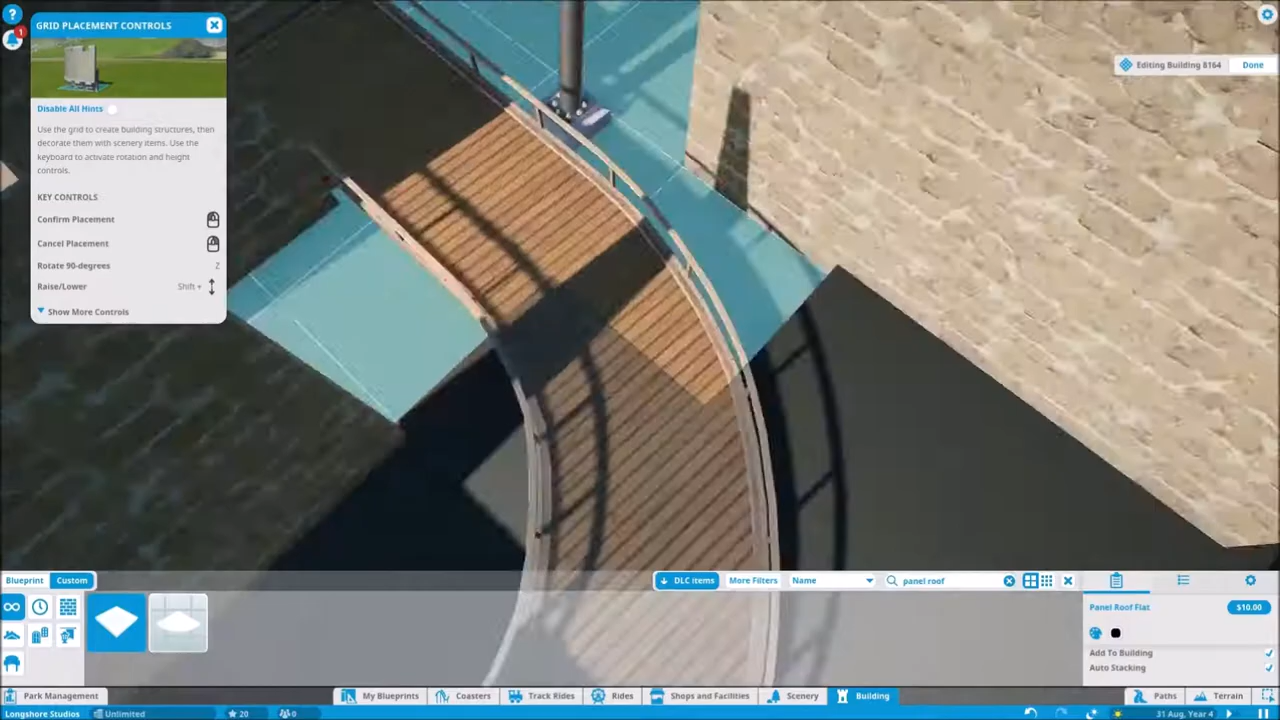 ?
1
GRID PLACEMENT CONTROLS
Disable All Hints
Use the grid to create building structures, then
decorate them with scenery items. Use the
keyboard to activate rotation and height
controls.
KEY CONTROLS
Confirm Placement
Cancel Placement
Rotate 90-degrees Z
Raise/Lower Shift +
Show More Controls
Editing Building 8164 Done
Blueprint Custom
DLC items More Filters Name panel roof
Panel Roof Flat $10.00
Add To Building
Auto Stacking
Park Management My Blueprints Coasters Track Rides Rides Shops and Facilities Scenery Building Paths Terrain
Longshore Studios Unlimited 20 0 31 Aug, Year 4